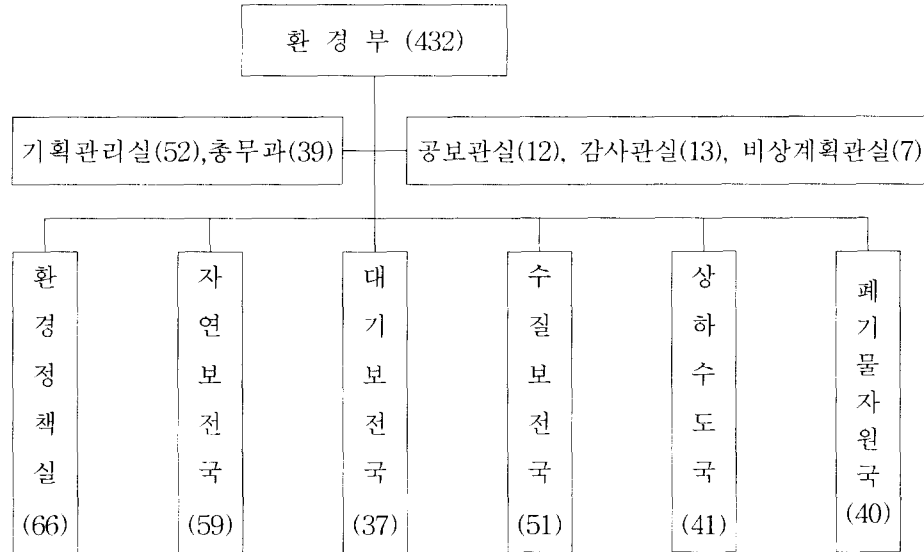 환 경 부 (432)
기획관리실(52),총무과(39)
공보관실(12), 감사관실(13), 비상계획관실(7)
환경정책실
(66)
자연보전국
(59)
대기보전국
(37)
수질보전국
(51)
상하수도국
(41)
폐기물자원국
(40)